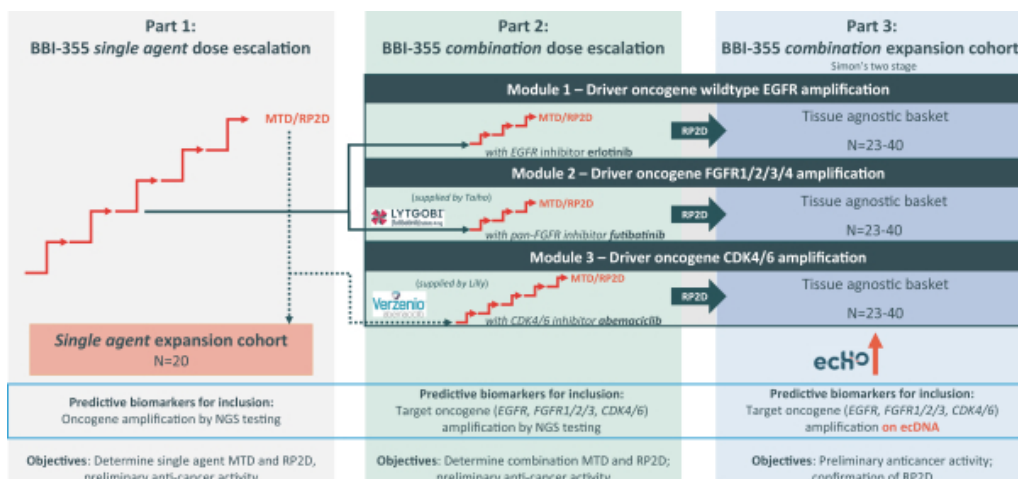 Part 1:
BBI-355 single agent dose escalation
MTD/RP2D
Single agent expansion cohort
N=20
Predictive biomarkers for inclusion:
Oncogene amplification by NGS testing
Objectives: Determine single agent MTD and RP2D,
preliminary anti-cancer activity
Part 2:
BBI-355 combination dose escalation
Part 3:
BBI-355 combination expansion cohort
Simon's two stage
Module 1 – Driver oncogene wildtype EGFR amplification
MTD/RP2D
with EGFR inhibitor erlotinib
RP2D
Tissue agnostic basket
N=23-40
Module 2 – Driver oncogene FGFR1/2/3/4 amplification
(supplied by Taiho)
LYTGOBI
MTD/RP2D
with pan-FGFR inhibitor futibatinib
RP2D
Tissue agnostic basket
N=23-40
Module 3 – Driver oncogene CDK4/6 amplification
(supplied by Lilly)
Verzenio
abemaciclib
MTD/RP2D
with CDK4/6 inhibitor abemaciclib
RP2D
Tissue agnostic basket
N=23-40
ecHO
Predictive biomarkers for inclusion:
Target oncogene (EGFR, FGFR1/2/3, CDK4/6)
amplification by NGS testing
Predictive biomarkers for inclusion:
Target oncogene (EGFR, FGFR1/2/3, CDK4/6)
amplification on ecDNA
Objectives: Determine combination MTD and RP2D;
preliminary anti-cancer activity
Objectives: Preliminary anticancer activity;
confirmation of RP2D